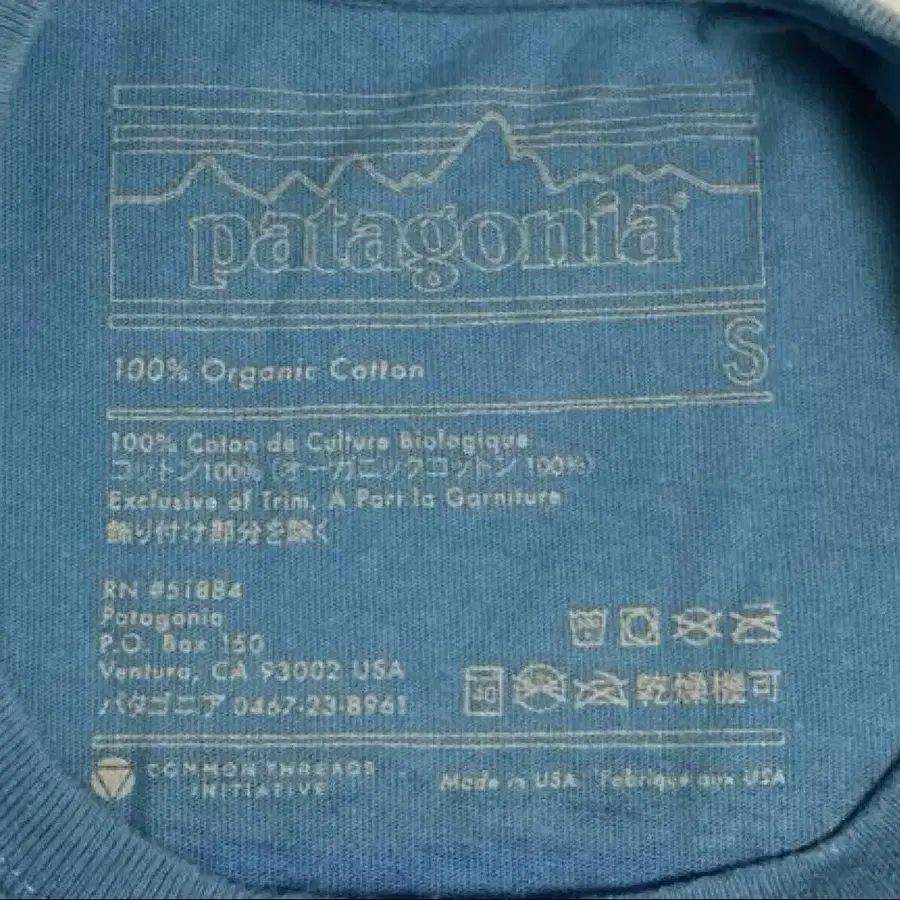 patagonia®
S
100% Organic Cotton
100% Coton de Culture Biologique
コットン100%（オーガニックコットン100%）
Exclusive of Trim, A Part la Garniture
飾り付け部分を除く
RN #51884
Patagonia
P.O. Box 150
Ventura, CA 93002 USA
パタゴニア 0467-23-8961
乾燥機可
COMMON THREADS
INITIATIVE
Made in USA Fabriqué aux USA